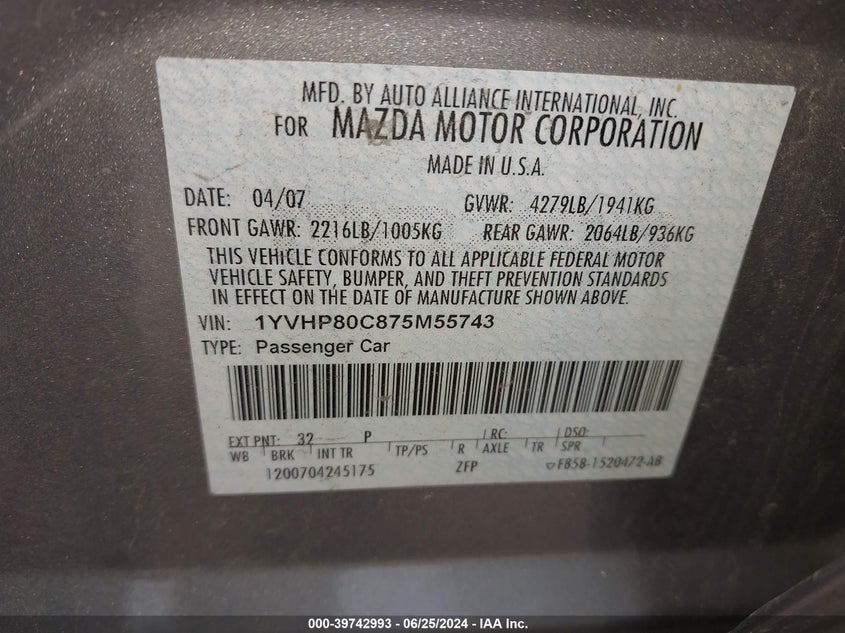 MFD. BY AUTO ALLIANCE INTERNATIONAL, INC.
FOR MAZDA MOTOR CORPORATION
MADE IN U.S.A.
DATE: 04/07 GVWR: 4279LB/1941KG
FRONT GAWR: 2216LB/1005KG REAR GAWR: 2064LB/936KG
THIS VEHICLE CONFORMS TO ALL APPLICABLE FEDERAL MOTOR
VEHICLE SAFETY, BUMPER, AND THEFT PREVENTION STANDARDS
IN EFFECT ON THE DATE OF MANUFACTURE SHOWN ABOVE.
VIN: 1YVHP80C875M55743
TYPE: Passenger Car
EXT PNT: 32 P RC: DSO:
WB BRK INT TR TP/PS R AXLE TR SPR
1200704245175 ZFP F85B-1520472-AB
000-39742993 - 06/25/2024 - IAA Inc.